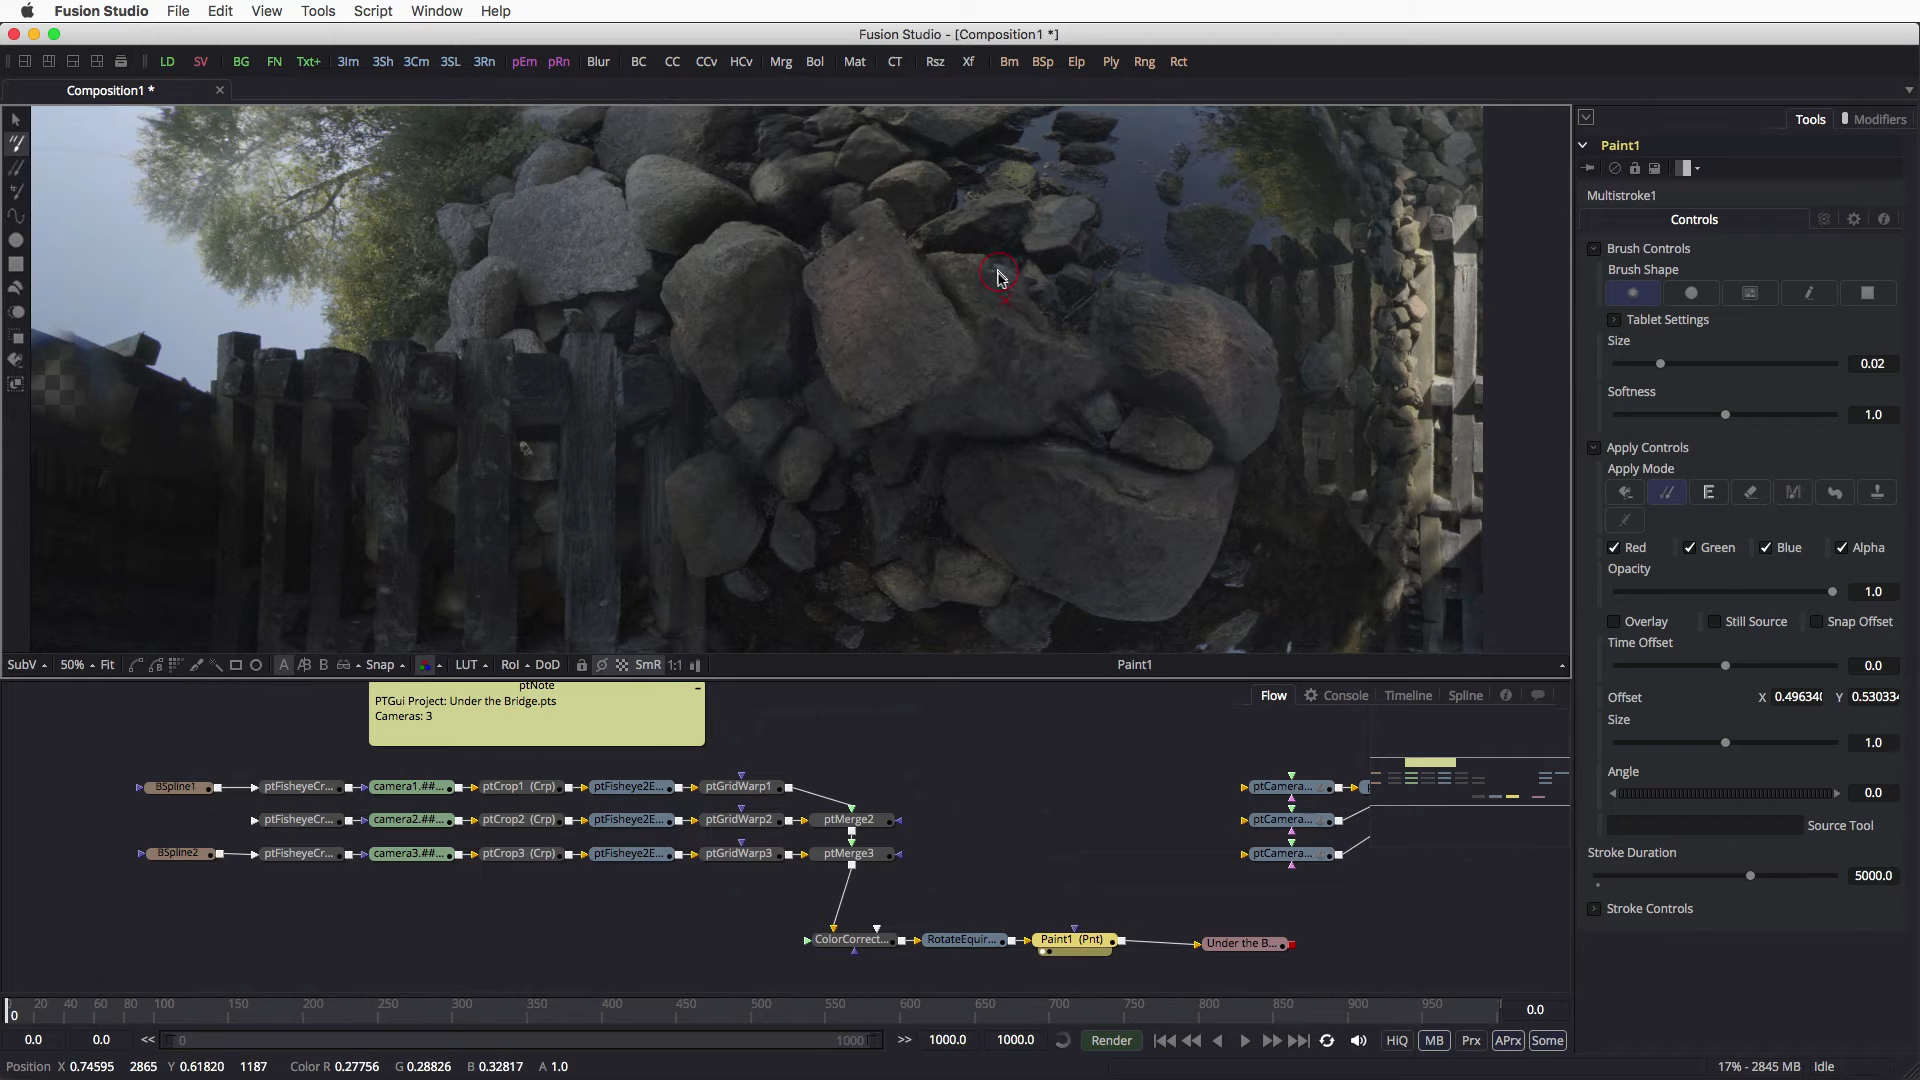 Fusion Studio File Edit View Tools Script Window Help
Fusion Studio - [Composition1 *]
LD SV BG FN Txt+ 3Im 3Sh 3Cm 3SL 3Rn pEm pRn Blur BC CC CCv HCv Mrg Bol Mat CT Rsz Xf Bm BSp Elp Ply Rng Rct
Composition1 *
Tools Modifiers
Paint1
Multistroke1
Controls
Brush Controls
Brush Shape
Tablet Settings
Size
0.02
Softness
1.0
Apply Controls
Apply Mode
Red Green Blue Alpha
Opacity
1.0
Overlay Still Source Snap Offset
Time Offset
0.0
Offset X 0.49634 Y 0.53033
Size
1.0
Angle
0.0
Source Tool
Stroke Duration
5000.0
Stroke Controls
SubV 50% Fit A A|B B Snap LUT RoI DoD SmR 1:1 Paint1
Flow Console Timeline Spline
ptNote
PTGui Project: Under the Bridge.pts
Cameras: 3
BSpline1 ptFisheyeCr... camera1.##... ptCrop1 (Crp) ptFisheye2E... ptGridWarp1 ptCamera...
ptFisheyeCr... camera2.##... ptCrop2 (Crp) ptFisheye2E... ptGridWarp2 ptMerge2 ptCamera...
BSpline2 ptFisheyeCr... camera3.##... ptCrop3 (Crp) ptFisheye2E... ptGridWarp3 ptMerge3 ptCamera...
ColorCorrect... RotateEquir... Paint1 (Pnt) Under the B...
0 20 40 60 80 100 150 200 250 300 350 400 450 500 550 600 650 700 750 800 850 900 950 0.0
0.0 0.0 << 0 1000 >> 1000.0 1000.0 Render HiQ MB Prx APrx Some
Position X 0.74595 2865 Y 0.61820 1187 Color R 0.27756 G 0.28826 B 0.32817 A 1.0 17% - 2845 MB Idle